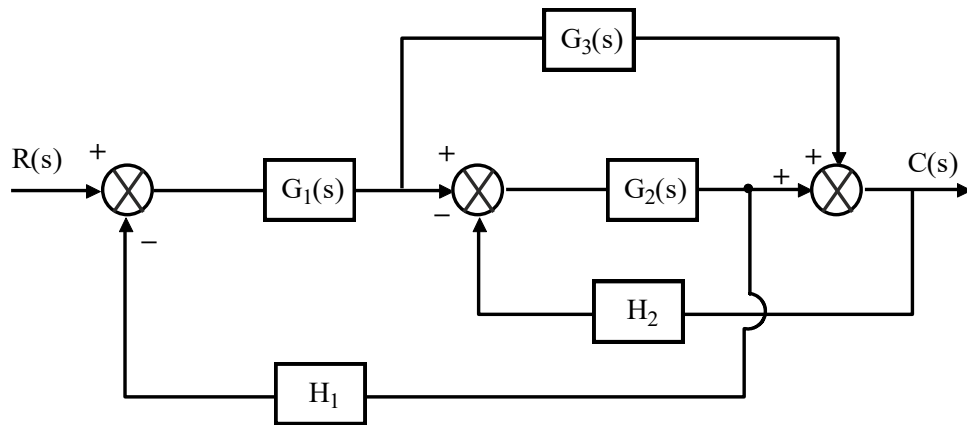 G3(s)
R(s)
+
G1(s)
+
−
G2(s)
+
+
C(s)
−
H2
H1